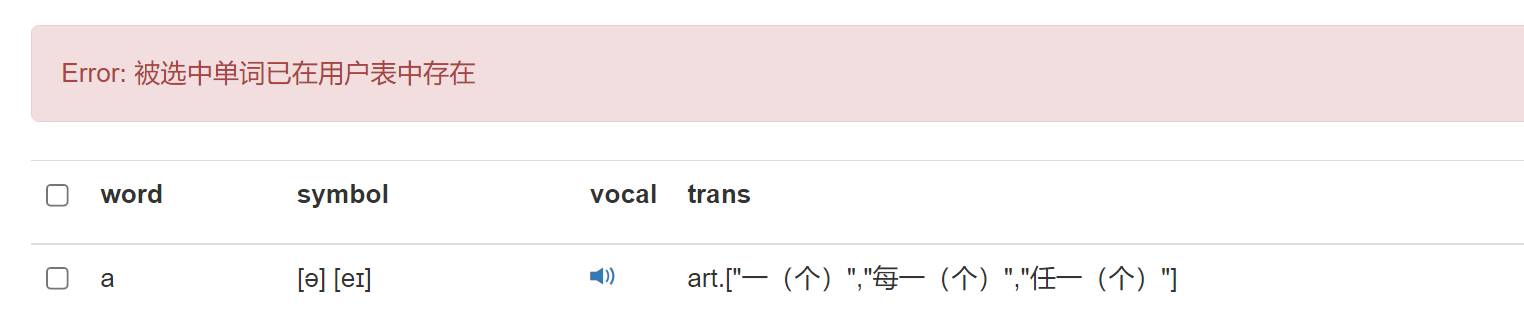 Error: 被选中单词已在用户表中存在
word symbol vocal trans
a [ə] [eɪ] art.["一（个）","每一（个）","任一（个）"]